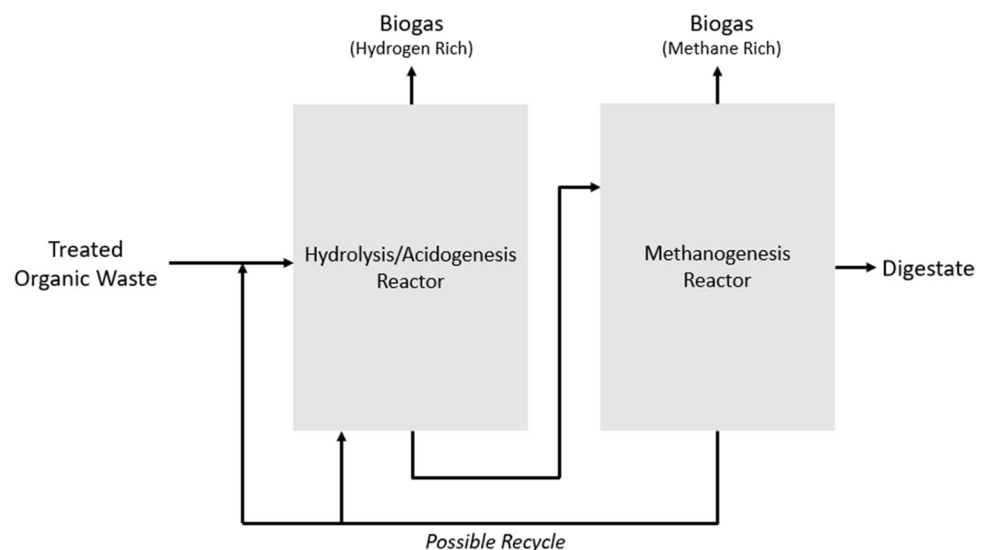 Biogas
(Hydrogen Rich)
Biogas
(Methane Rich)
Treated
Organic Waste
Hydrolysis/Acidogenesis
Reactor
Methanogenesis
Reactor
Digestate
Possible Recycle